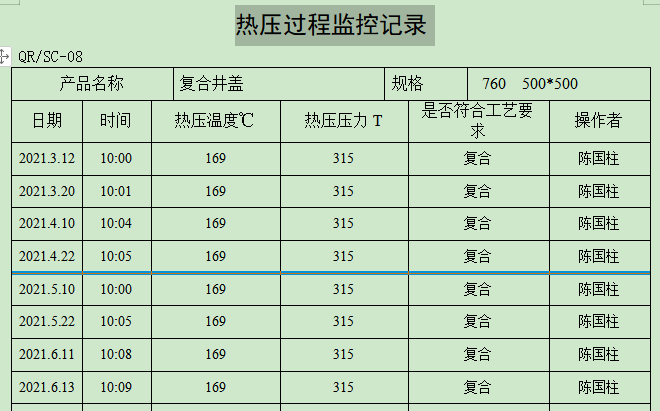 热压过程监控记录
QR/SC-08
产品名称 复合井盖 规格 760 500*500
日期 时间 热压温度℃ 热压压力 T 是否符合工艺要求 操作者
2021.3.12 10:00 169 315 复合 陈国柱
2021.3.20 10:01 169 315 复合 陈国柱
2021.4.10 10:04 169 315 复合 陈国柱
2021.4.22 10:05 169 315 复合 陈国柱
2021.5.10 10:00 169 315 复合 陈国柱
2021.5.22 10:05 169 315 复合 陈国柱
2021.6.11 10:08 169 315 复合 陈国柱
2021.6.13 10:09 169 315 复合 陈国柱